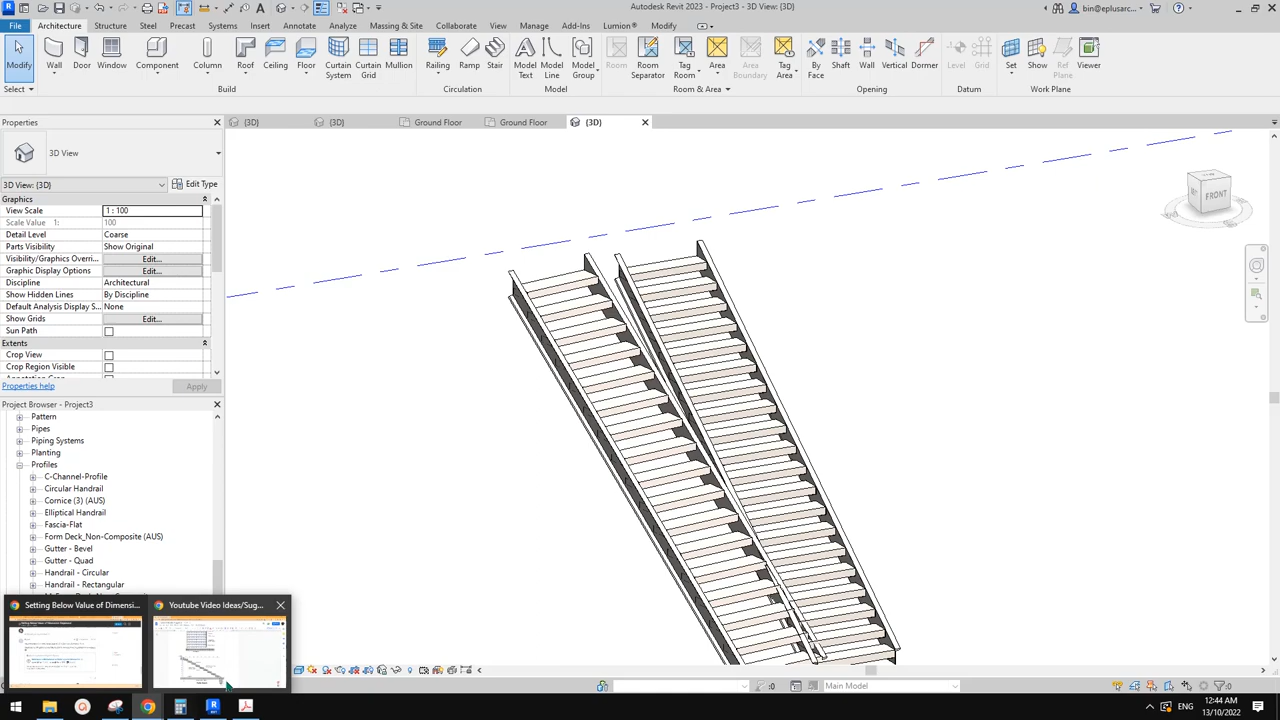 Autodesk Revit 2023 - Project3 - 3D View: {3D}
bin@eplusarc...
File Architecture Structure Steel Precast Systems Insert Annotate Analyze Massing & Site Collaborate View Manage Add-Ins Lumion® Modify
Modify Wall Door Window Component Column Roof Ceiling Floor Curtain System Curtain Grid Mullion Railing Ramp Stair Model Text Model Line Model Group Room Room Separator Tag Room Area Area Boundary Tag Area By Face Shaft Wall Vertical Dormer Level Grid Set Show Ref Plane Viewer
Select Build Circulation Model Room & Area Opening Datum Work Plane
Properties
{3D} {3D} Ground Floor Ground Floor {3D}
3D View
3D View: {3D} Edit Type
Graphics
View Scale 1 : 100
Scale Value 1: 100
Detail Level Coarse
Parts Visibility Show Original
Visibility/Graphics Overri... Edit...
Graphic Display Options Edit...
Discipline Architectural
Show Hidden Lines By Discipline
Default Analysis Display S... None
Show Grids Edit...
Sun Path
Extents
Crop View
Crop Region Visible
Properties help Apply
FRONT
Project Browser - Project3
Pattern
Pipes
Piping Systems
Planting
Profiles
C-Channel-Profile
Circular Handrail
Cornice (3) (AUS)
Elliptical Handrail
Fascia-Flat
Form Deck_Non-Composite (AUS)
Gutter - Bevel
Gutter - Quad
Handrail - Circular
Handrail - Rectangular
Setting Below Value of Dimensi... Youtube Video Ideas/Sug...
:0 Main Model :0
ENG 12:44 AM
13/10/2022